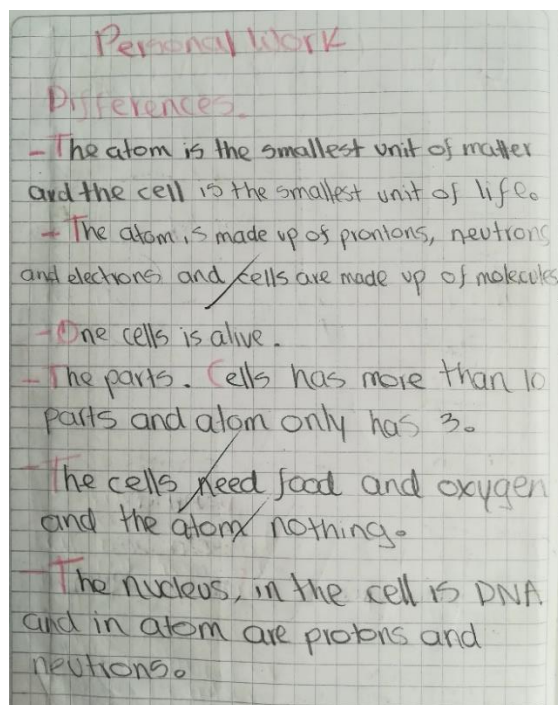 Personal Work
Differences.
- The atom is the smallest unit of matter
and the cell is the smallest unit of life.
- The atom is made up of prontons, neutrons
and electrons and cells are made up of molecules
- One cells is alive.
- The parts. Cells has more than 10
parts and atom only has 3.
- The cells need food and oxygen
and the atom nothing.
- The nucleus, in the cell is DNA
and in atom are protons and
neutrons.